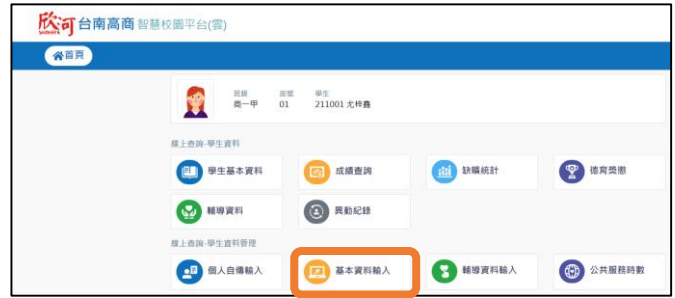 欣可 台南高商 智慧校園平台(雲)
首頁
班級 座號 學生
商一甲 01 211001 尤梓鑫
線上查詢-學生資料
學生基本資料 成績查詢 缺曠統計 德育獎懲
輔導資料 異動紀錄
線上查詢-學生資料管理
個人自傳輸入 基本資料輸入 輔導資料輸入 公共服務時數